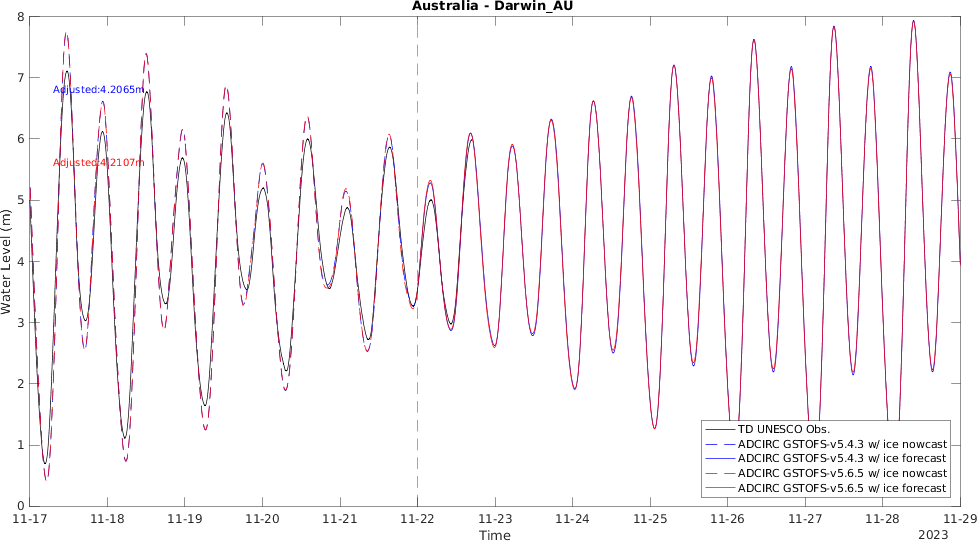 Australia - Darwin_AU
8
7
6
5
4
3
2
1
0
Water Level (m)
Adjusted:4.2065m
Adjusted:4.2107m
TD UNESCO Obs.
ADCIRC GSTOFS-v5.4.3 w/ ice nowcast
ADCIRC GSTOFS-v5.4.3 w/ ice forecast
ADCIRC GSTOFS-v5.6.5 w/ ice nowcast
ADCIRC GSTOFS-v5.6.5 w/ ice forecast
11-17 11-18 11-19 11-20 11-21 11-22 11-23 11-24 11-25 11-26 11-27 11-28 11-29
Time
2023